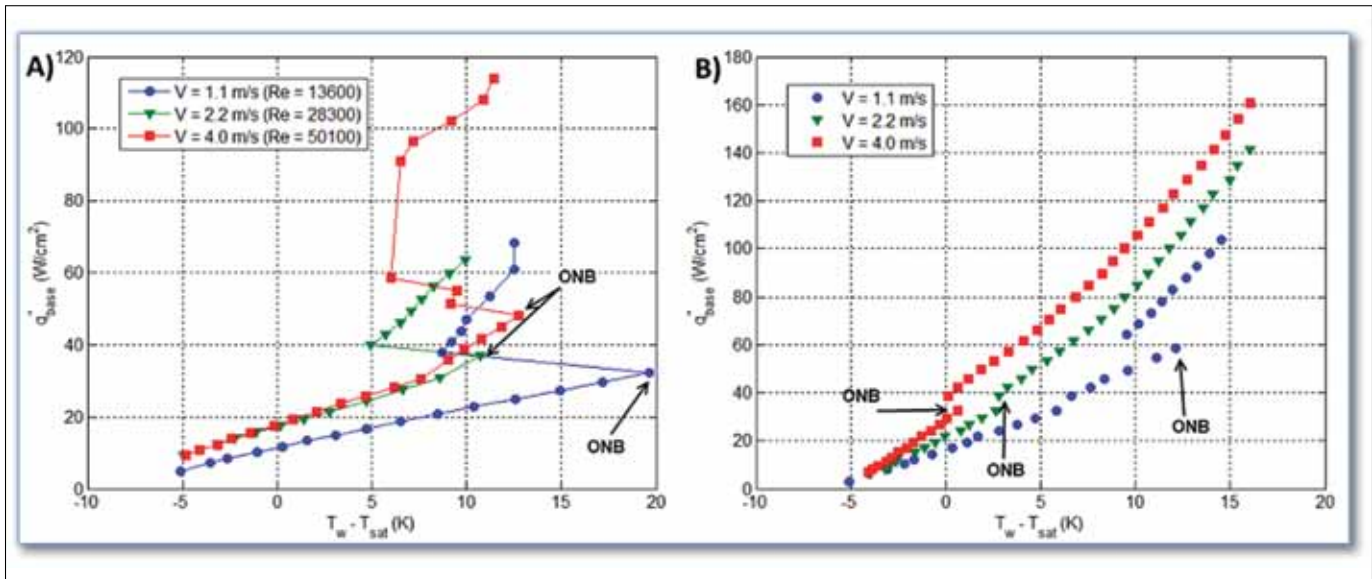 A)
V = 1.1 m/s (Re = 13600)
V = 2.2 m/s (Re = 28300)
V = 4.0 m/s (Re = 50100)
ONB
ONB
120
100
80
60
40
20
0
q"base (W/cm²)
-10 -5 0 5 10 15 20
Tw - Tsat (K)
B)
V = 1.1 m/s
V = 2.2 m/s
V = 4.0 m/s
ONB
ONB
ONB
180
160
140
120
100
80
60
40
20
0
q"base (W/cm²)
-10 -5 0 5 10 15 20
Tw - Tsat (K)